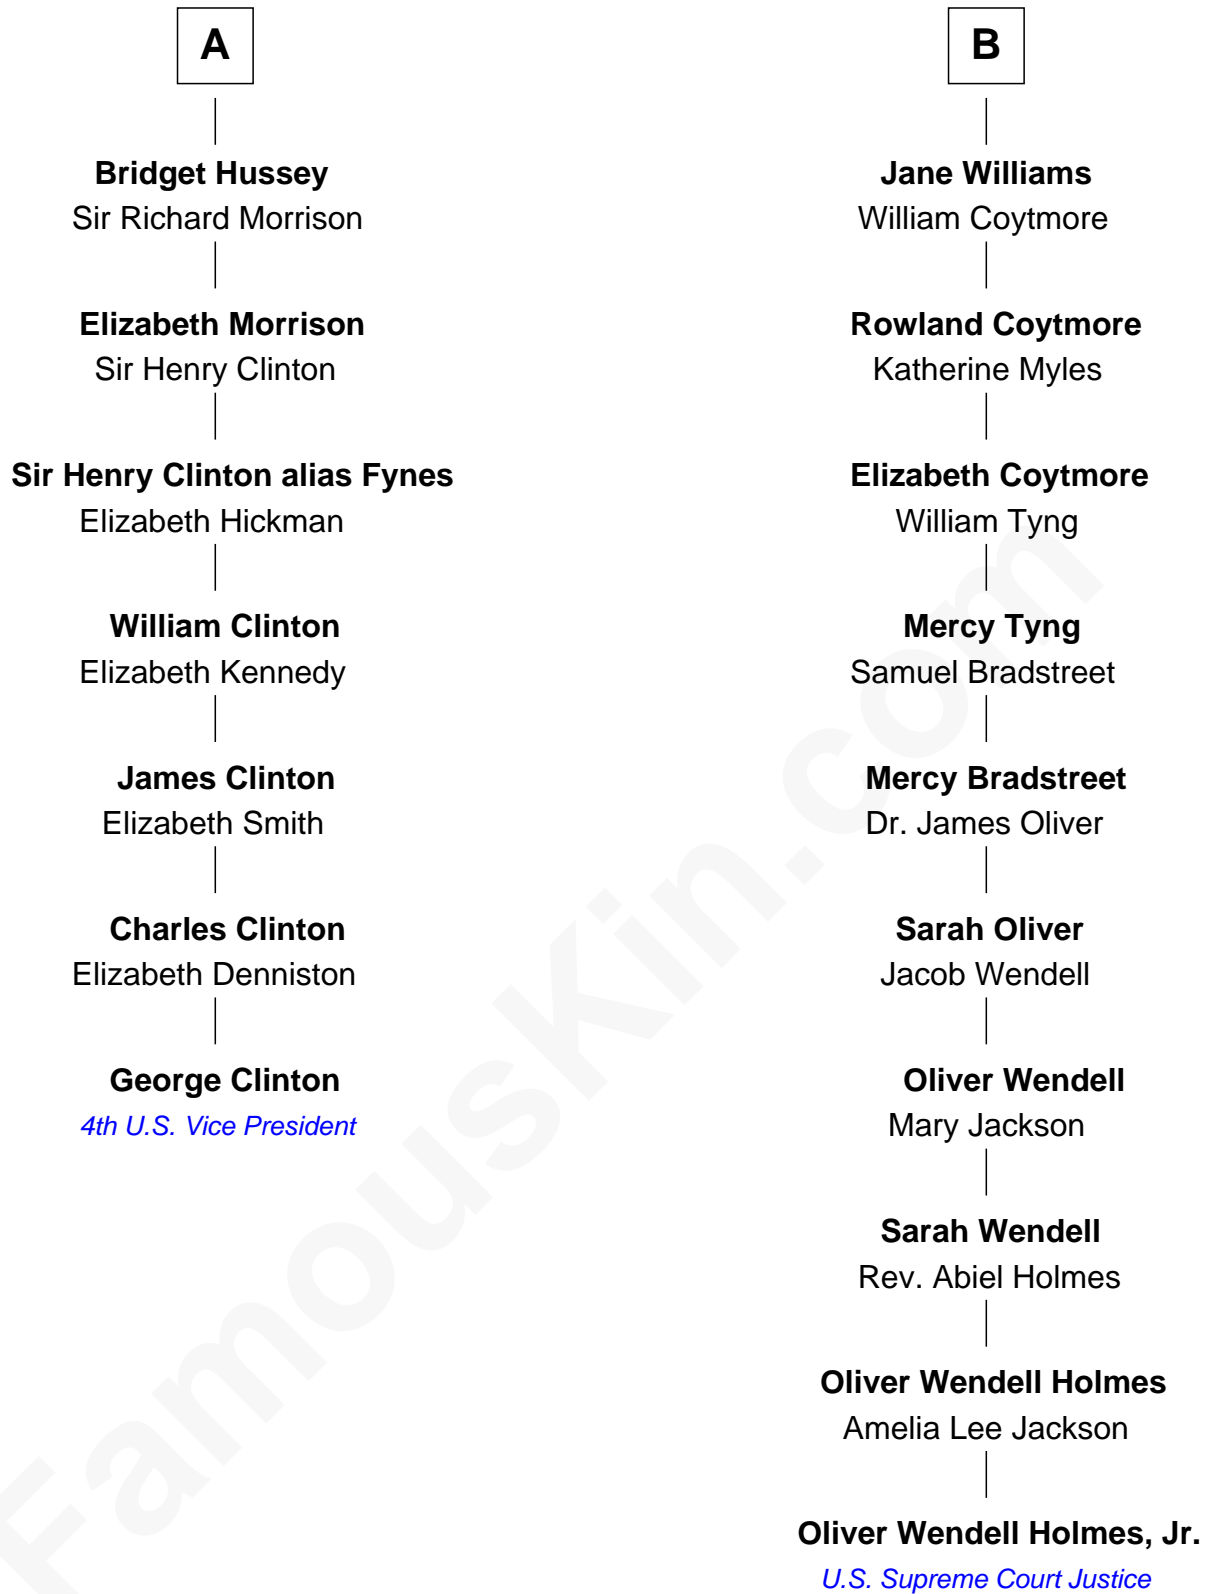 A
Bridget Hussey
Sir Richard Morrison
Elizabeth Morrison
Sir Henry Clinton
Sir Henry Clinton alias Fynes
Elizabeth Hickman
William Clinton
Elizabeth Kennedy
James Clinton
Elizabeth Smith
Charles Clinton
Elizabeth Denniston
George Clinton
4th U.S. Vice President
B
Jane Williams
William Coytmore
Rowland Coytmore
Katherine Myles
Elizabeth Coytmore
William Tyng
Mercy Tyng
Samuel Bradstreet
Mercy Bradstreet
Dr. James Oliver
Sarah Oliver
Jacob Wendell
Oliver Wendell
Mary Jackson
Sarah Wendell
Rev. Abiel Holmes
Oliver Wendell Holmes
Amelia Lee Jackson
Oliver Wendell Holmes, Jr.
U.S. Supreme Court Justice
FamousKin.com